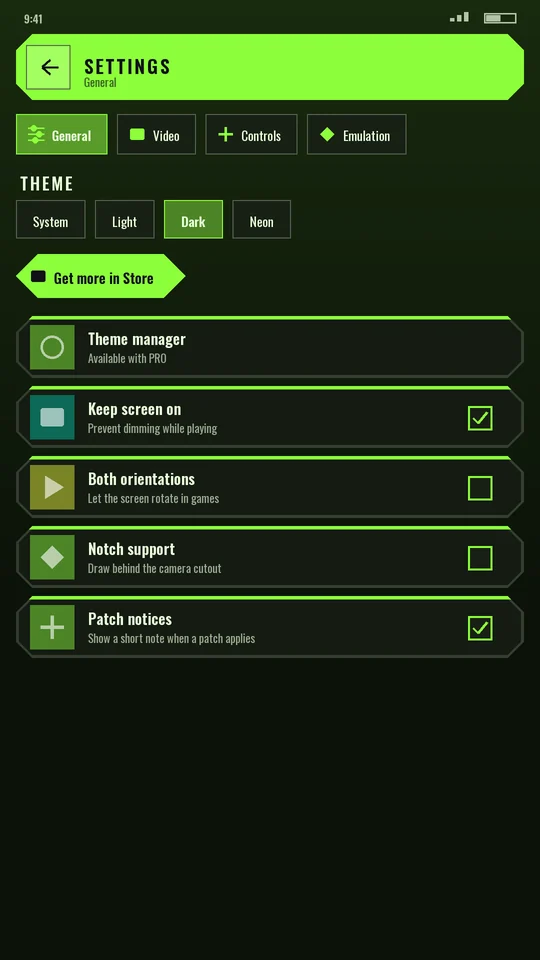 9:41
SETTINGS
General
General
Video
Controls
Emulation
THEME
System
Light
Dark
Neon
Get more in Store
Theme manager
Available with PRO
Keep screen on
Prevent dimming while playing
Both orientations
Let the screen rotate in games
Notch support
Draw behind the camera cutout
Patch notices
Show a short note when a patch applies